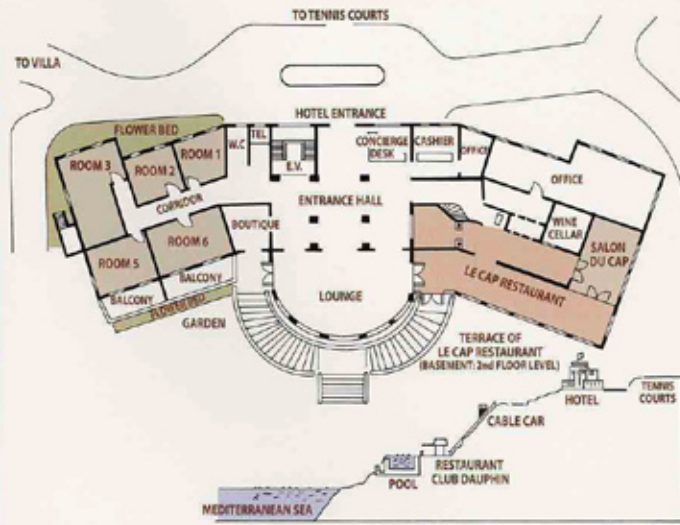 TO TENNIS COURTS
TO VILLA
HOTEL ENTRANCE
FLOWER BED
W.C
TEL
E.V.
CONCIERGE
DESK
CASHIER
OFFICE
ROOM 3
ROOM 2
ROOM 1
OFFICE
CORRIDOR
ENTRANCE HALL
BOUTIQUE
WINE
CELLAR
SALON
DU CAP
ROOM 6
ROOM 5
BALCONY
BALCONY
FLOWER BED
GARDEN
LOUNGE
LE CAP RESTAURANT
TERRACE OF
LE CAP RESTAURANT
(BASEMENT: 2nd FLOOR LEVEL)
HOTEL
TENNIS
COURTS
CABLE CAR
RESTAURANT
CLUB DAUPHIN
POOL
MEDITERRANEAN SEA